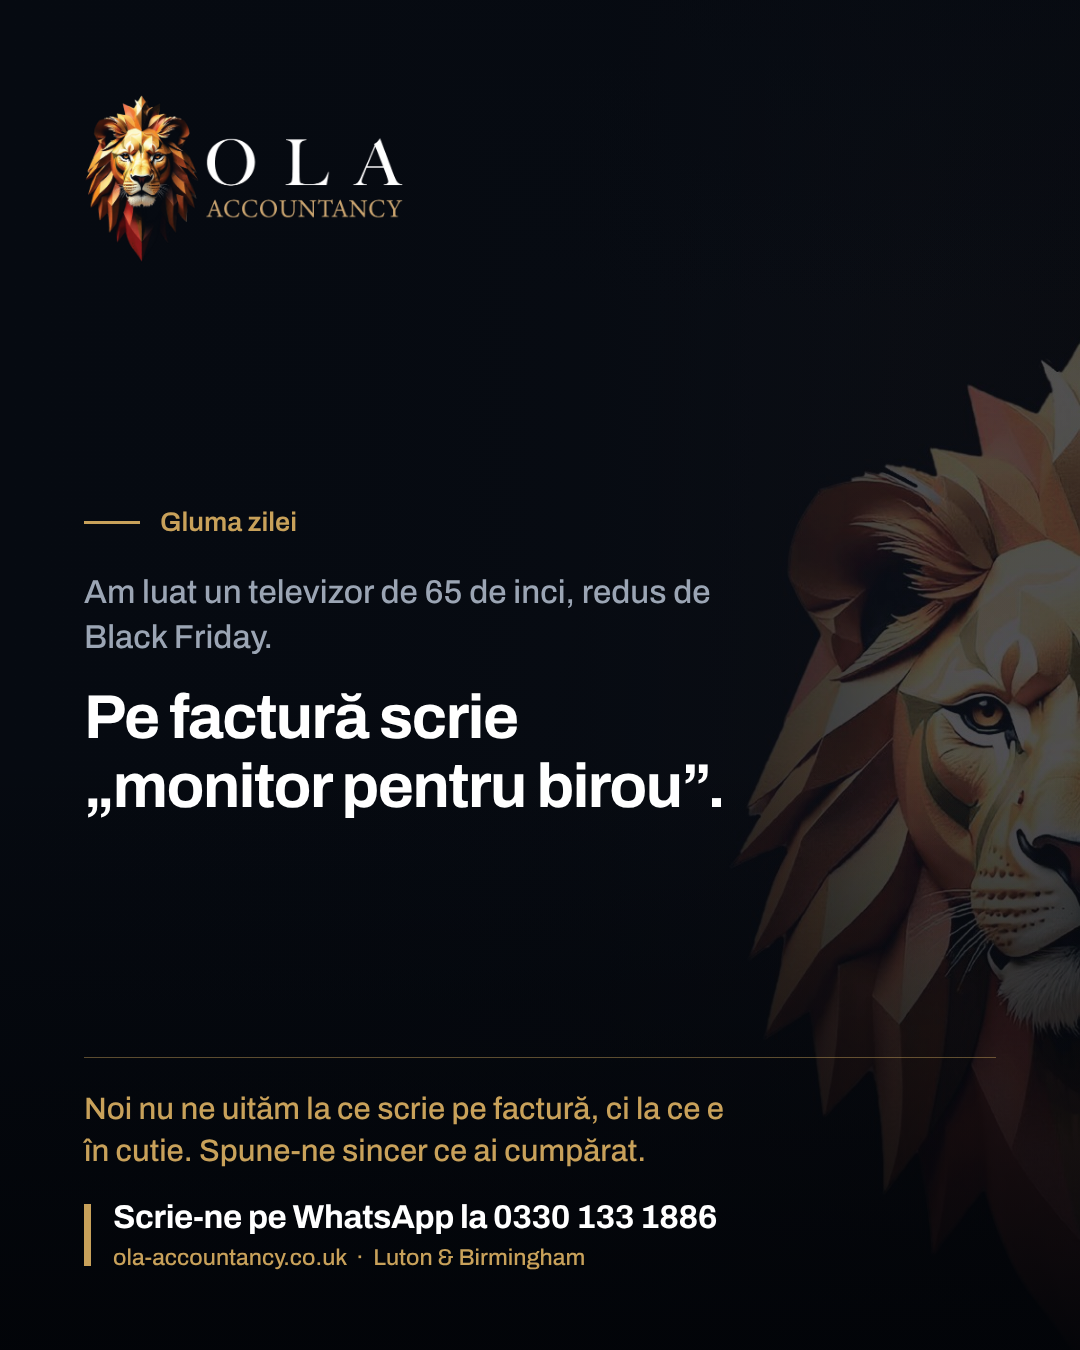 OLA
ACCOUNTANCY
Gluma zilei
Am luat un televizor de 65 de inci, redus de
Black Friday.
Pe factură scrie
„monitor pentru birou”.
Noi nu ne uităm la ce scrie pe factură, ci la ce e
în cutie. Spune-ne sincer ce ai cumpărat.
Scrie-ne pe WhatsApp la 0330 133 1886
ola-accountancy.co.uk · Luton & Birmingham